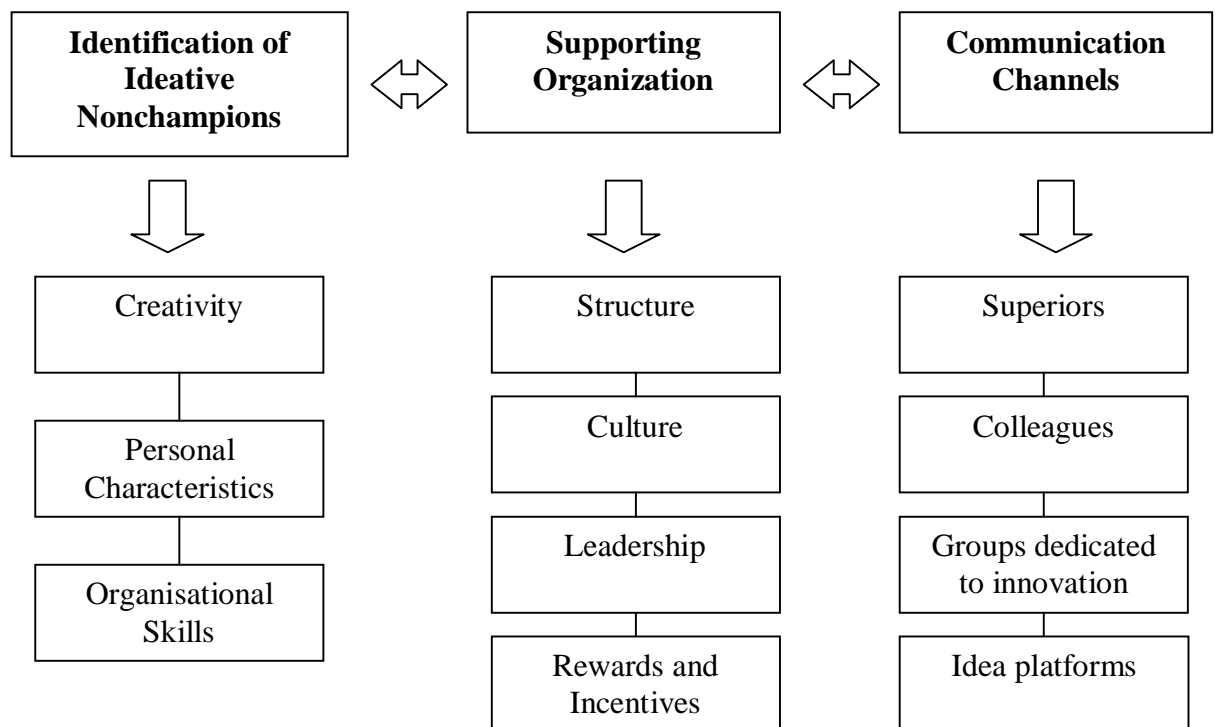 Identification of
Ideative
Nonchampions
Supporting
Organization
Communication
Channels
Creativity
Personal
Characteristics
Organisational
Skills
Structure
Culture
Leadership
Rewards and
Incentives
Superiors
Colleagues
Groups dedicated
to innovation
Idea platforms